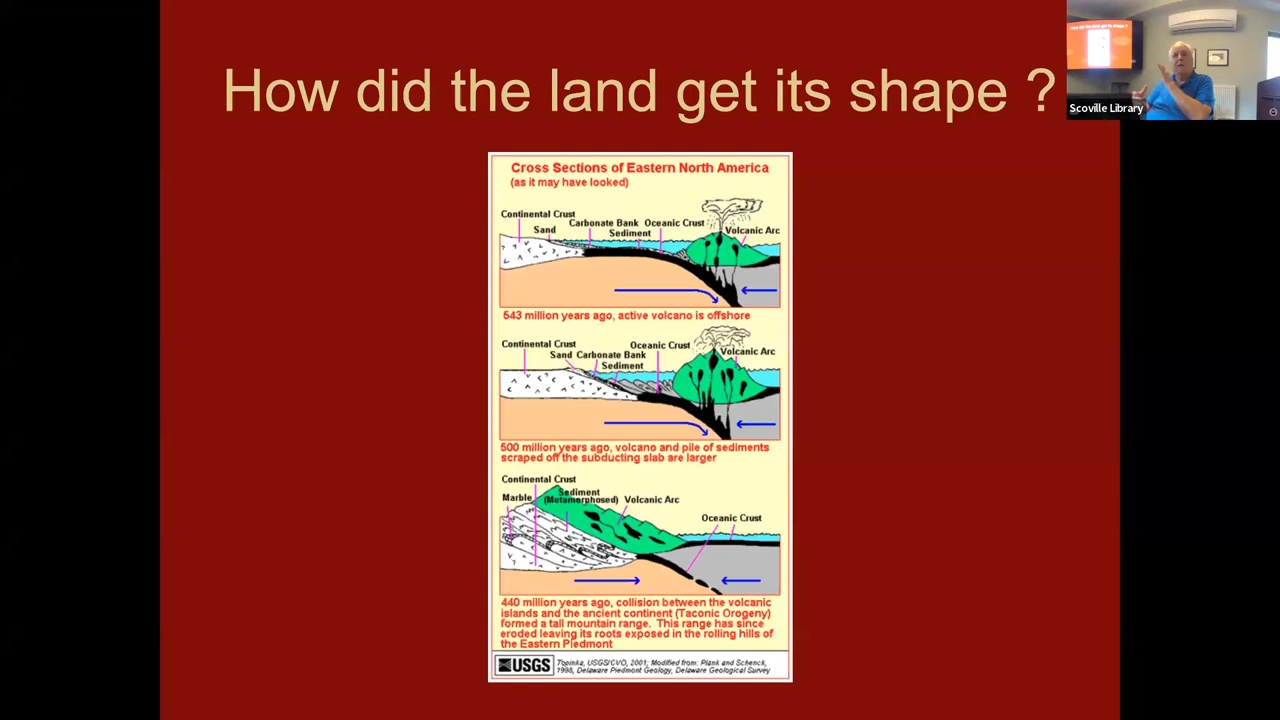 How did the land get its shape ?
Scoville Library
Cross Sections of Eastern North America
(as it may have looked)
Continental Crust
Sand
Carbonate Bank
Sediment
Oceanic Crust
Volcanic Arc
543 million years ago, active volcano is offshore
Continental Crust
Sand
Carbonate Bank
Sediment
Oceanic Crust
Volcanic Arc
500 million years ago, volcano and pile of sediments
scraped off the subducting slab are larger
Continental Crust
Marble
Sediment
(Metamorphosed)
Volcanic Arc
Oceanic Crust
440 million years ago, collision between the volcanic
islands and the ancient continent (Taconic Orogeny)
formed a tall mountain range. This range has since
eroded leaving its roots exposed in the rolling hills of
the Eastern Piedmont
USGS
Topinka, USGS/CVO, 2001; Modified from: Plank and Schenck,
1998, Delaware Piedmont Geology, Delaware Geological Survey